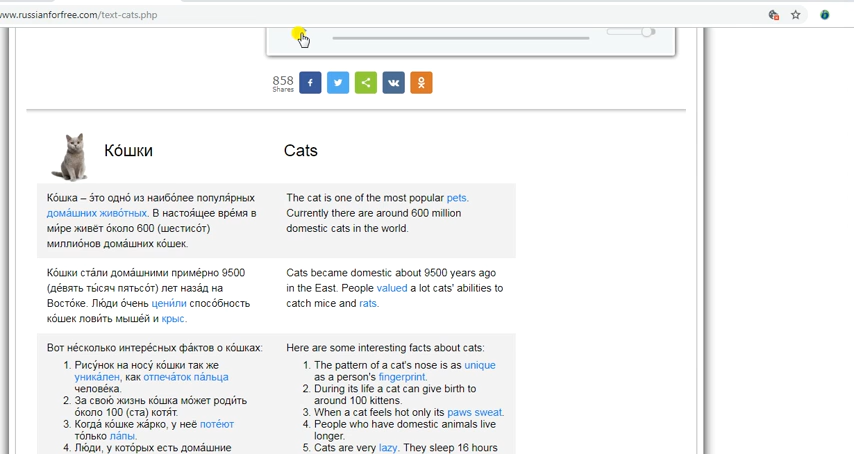 www.russianforfree.com/text-cats.php
858
Shares
Ко́шки
Cats
Ко́шка – э́то одно́ из наибо́лее популя́рных
дома́шних живо́тных. В настоя́щее вре́мя в
ми́ре живёт о́коло 600 (шестисо́т)
миллио́нов дома́шних ко́шек.
The cat is one of the most popular pets.
Currently there are around 600 million
domestic cats in the world.
Ко́шки ста́ли дома́шними приме́рно 9500
(де́вять ты́сяч пятьсо́т) лет наза́д на
Восто́ке. Лю́ди о́чень цени́ли спосо́бность
ко́шек лови́ть мыше́й и крыс.
Cats became domestic about 9500 years ago
in the East. People valued a lot cats' abilities to
catch mice and rats.
Вот не́сколько интере́сных фа́ктов о ко́шках:
1. Рису́нок на носу́ ко́шки так же
уника́лен, как отпеча́ток па́льца
челове́ка.
2. За свою́ жизнь ко́шка мо́жет роди́ть
о́коло 100 (ста) котя́т.
3. Когда́ ко́шке жа́рко, у неё поте́ют
то́лько ла́пы.
4. Лю́ди, у кото́рых есть дома́шние
Here are some interesting facts about cats:
1. The pattern of a cat's nose is as unique
as a person's fingerprint.
2. During its life a cat can give birth to
around 100 kittens.
3. When a cat feels hot only its paws sweat.
4. People who have domestic animals live
longer.
5. Cats are very lazy. They sleep 16 hours